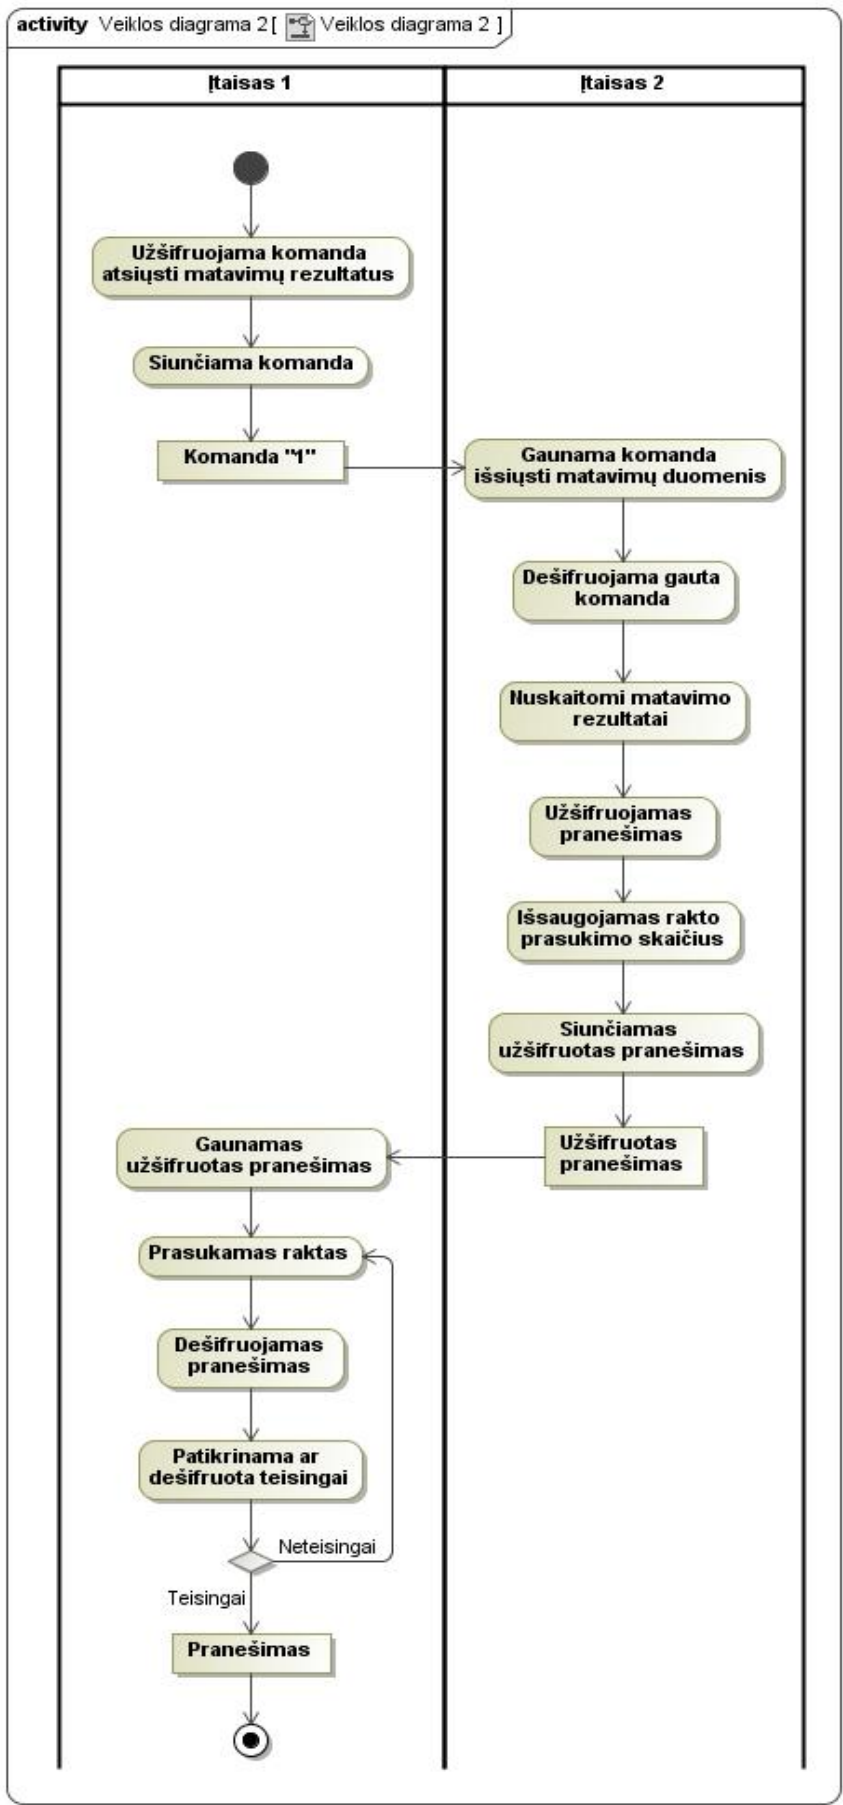 activity Veiklos diagrama 2 [ Veiklos diagrama 2 ]
Įtaisas 1
Įtaisas 2
Užšifruojama komanda
atsiųsti matavimų rezultatus
Siunčiama komanda
Komanda "1"
Gaunama komanda
išsiųsti matavimų duomenis
Dešifruojama gauta
komanda
Nuskaitomi matavimo
rezultatai
Užšifruojamas
pranešimas
Išsaugojamas rakto
prasukimo skaičius
Siunčiamas
užšifruotas pranešimas
Užšifruotas
pranešimas
Gaunamas
užšifruotas pranešimas
Prasukamas raktas
Dešifruojamas
pranešimas
Patikrinama ar
dešifruota teisingai
Neteisingai
Teisingai
Pranešimas